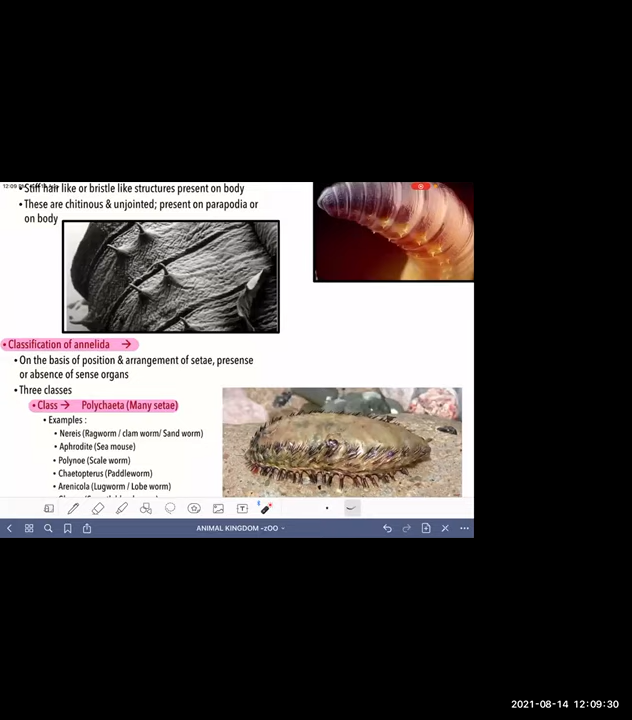 12:09
•Stiff hair like or bristle like structures present on body
•These are chitinous & unjointed; present on parapodia or
on body
•Classification of annelida →
•On the basis of position & arrangement of setae, presense
or absence of sense organs
•Three classes
•Class → Polychaeta (Many setae)
•Examples :
• Nereis (Ragworm / clam worm/ Sand worm)
• Aphrodite (Sea mouse)
• Polynoe (Scale worm)
• Chaetopterus (Paddleworm)
• Arenicola (Lugworm / Lobe worm)
ANIMAL KINGDOM -zOO
2021-08-14 12:09:30